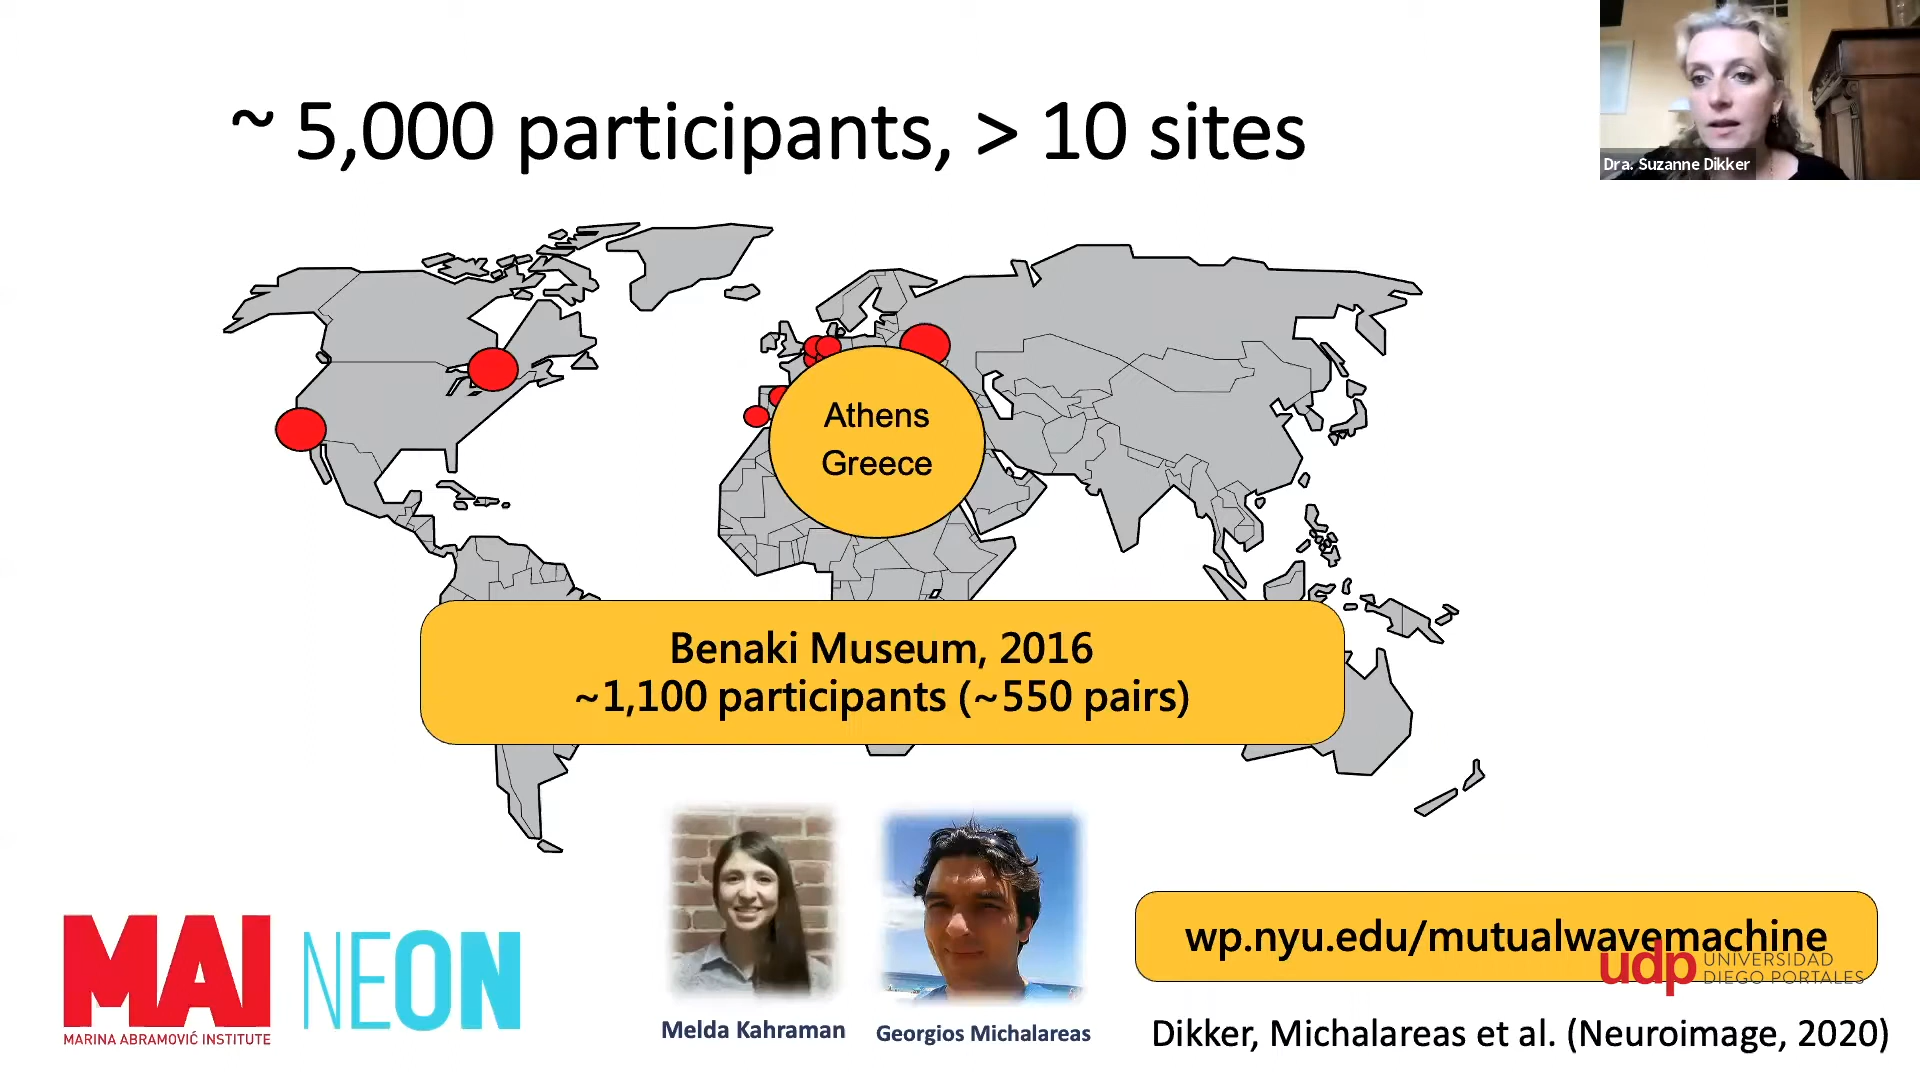 ~ 5,000 participants, > 10 sites
Dra. Suzanne Dikker
Athens
Greece
Benaki Museum, 2016
~1,100 participants (~550 pairs)
MAI
MARINA ABRAMOVIĆ INSTITUTE
NEON
Melda Kahraman
Georgios Michalareas
wp.nyu.edu/mutualwavemachine
udp
UNIVERSIDAD
DIEGO PORTALES
Dikker, Michalareas et al. (Neuroimage, 2020)